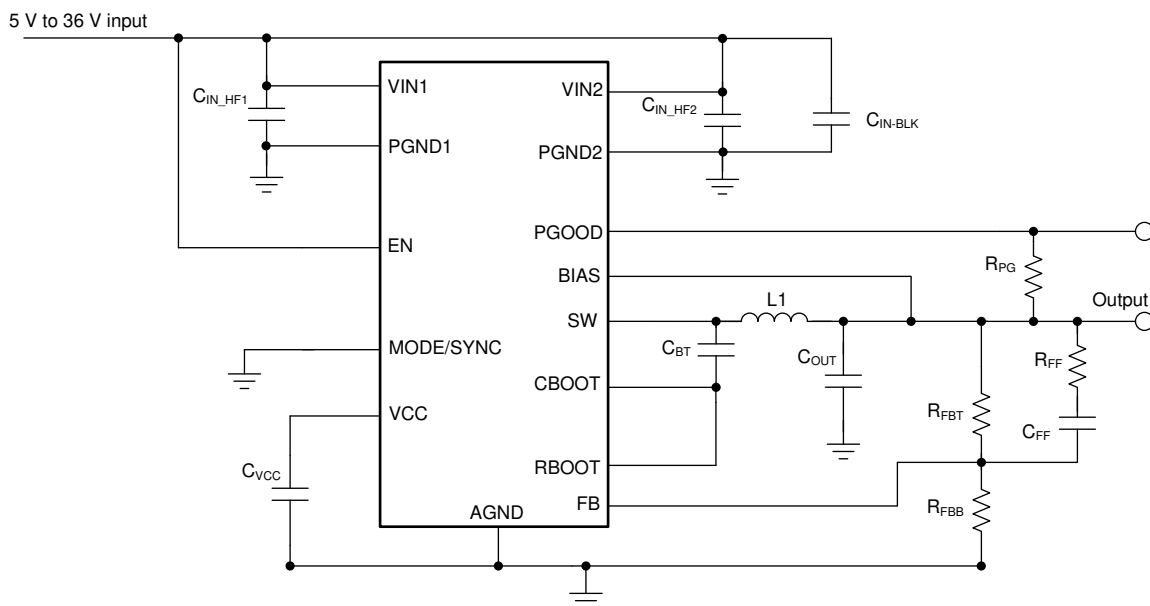 5 V to 36 V input
VIN1
VIN2
C_IN_HF1
C_IN_HF2
C_IN-BLK
PGND1
PGND2
PGOOD
EN
BIAS
R_PG
L1
Output
SW
MODE/SYNC
C_BT
C_OUT
R_FF
CBOOT
VCC
R_FBT
C_FF
C_VCC
RBOOT
FB
AGND
R_FBB